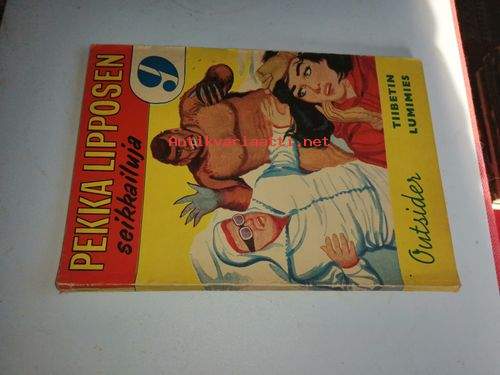 PEKKA LIPPOSEN
seikkailuja
9
Antikvariaatti.net
TIIBETIN
LUMIMIES
Outsider